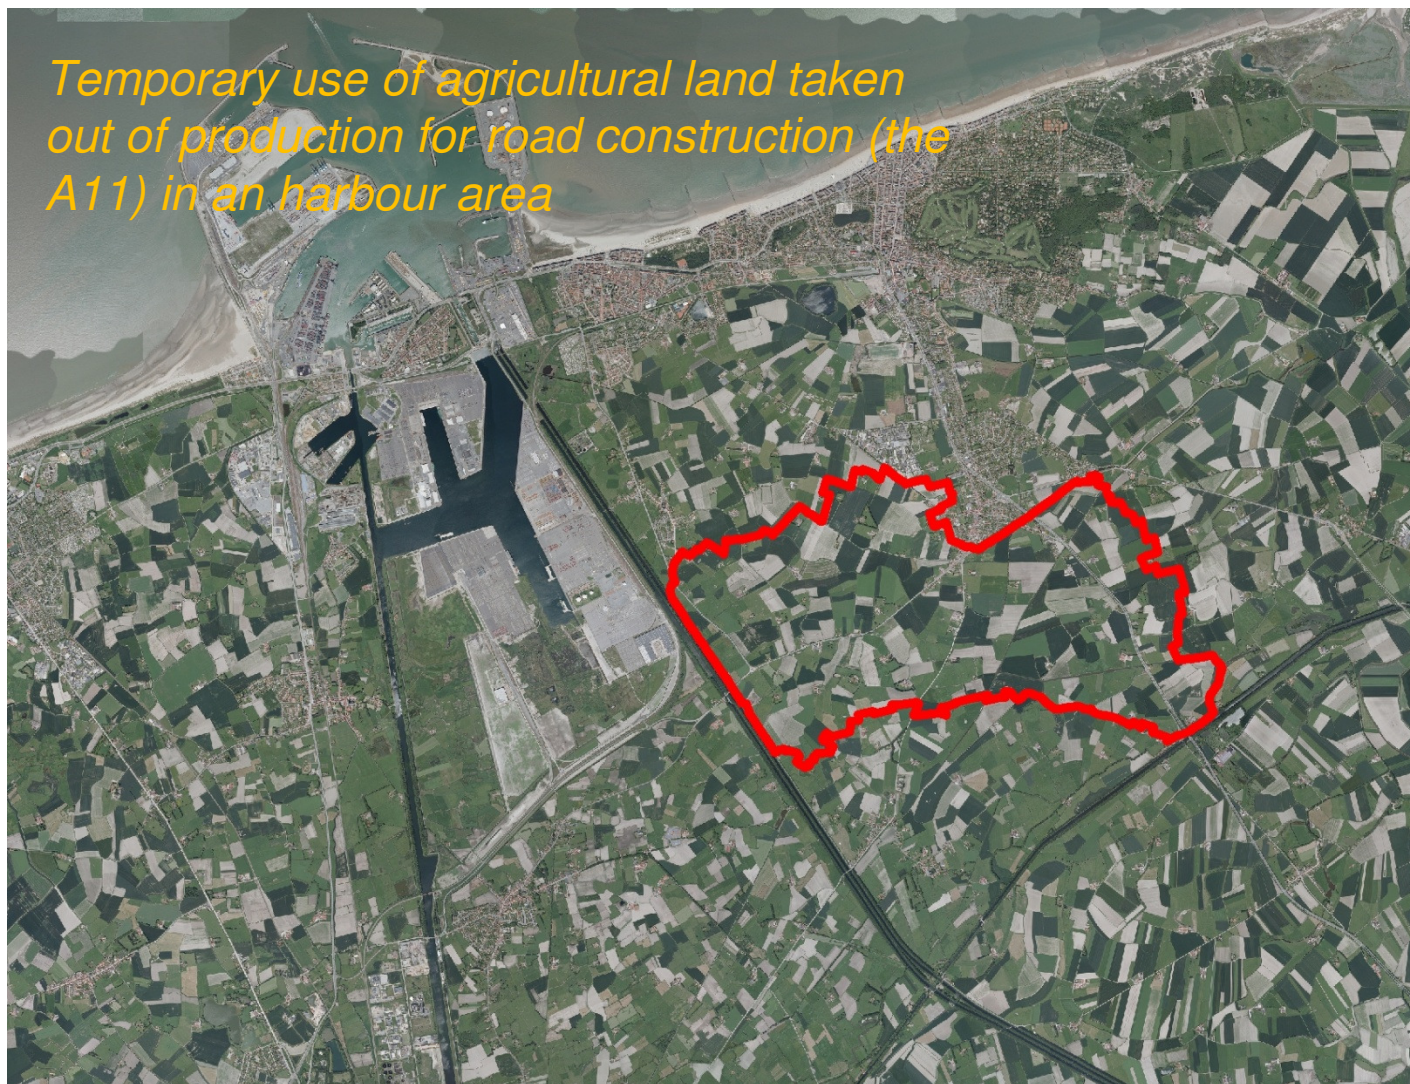 Temporary use of agricultural land taken
out of production for road construction (the
A11) in an harbour area